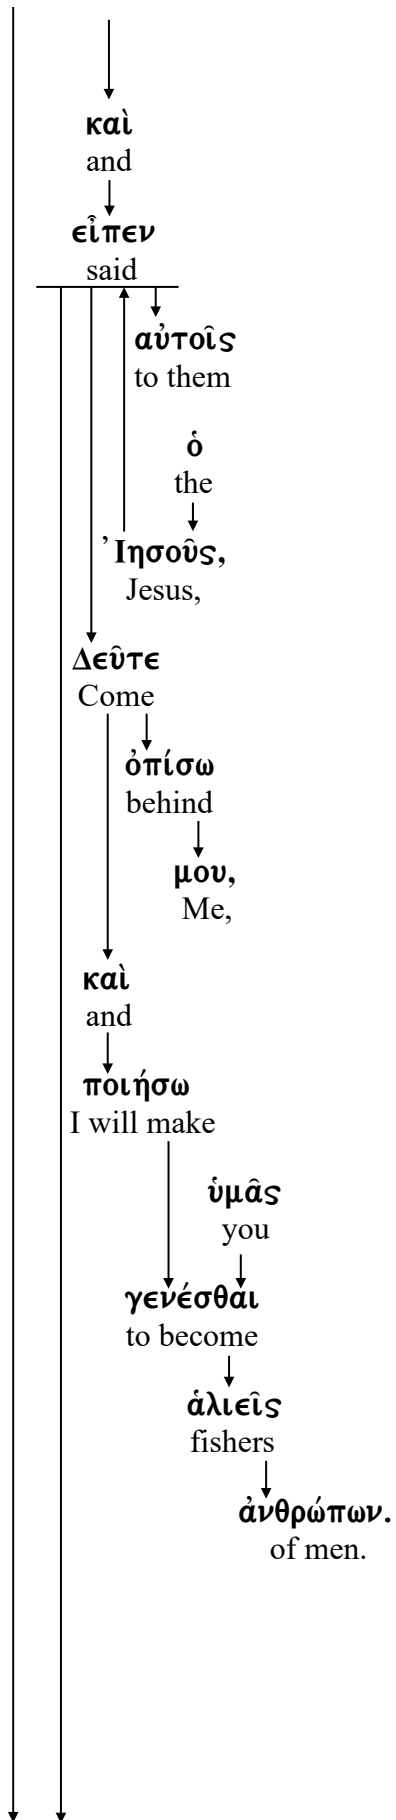 καὶ
and
εἶπεν
said
αὐτοῖς
to them
ὁ
the
Ἰησοῦς,
Jesus,
Δεῦτε
Come
ὀπίσω
behind
μου,
Me,
καὶ
and
ποιήσω
I will make
ὑμᾶς
you
γενέσθαι
to become
ἁλιεῖς
fishers
ἀνθρώπων.
of men.